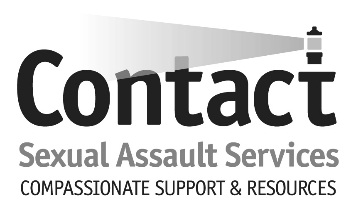 Contact
Sexual Assault Services
COMPASSIONATE SUPPORT & RESOURCES